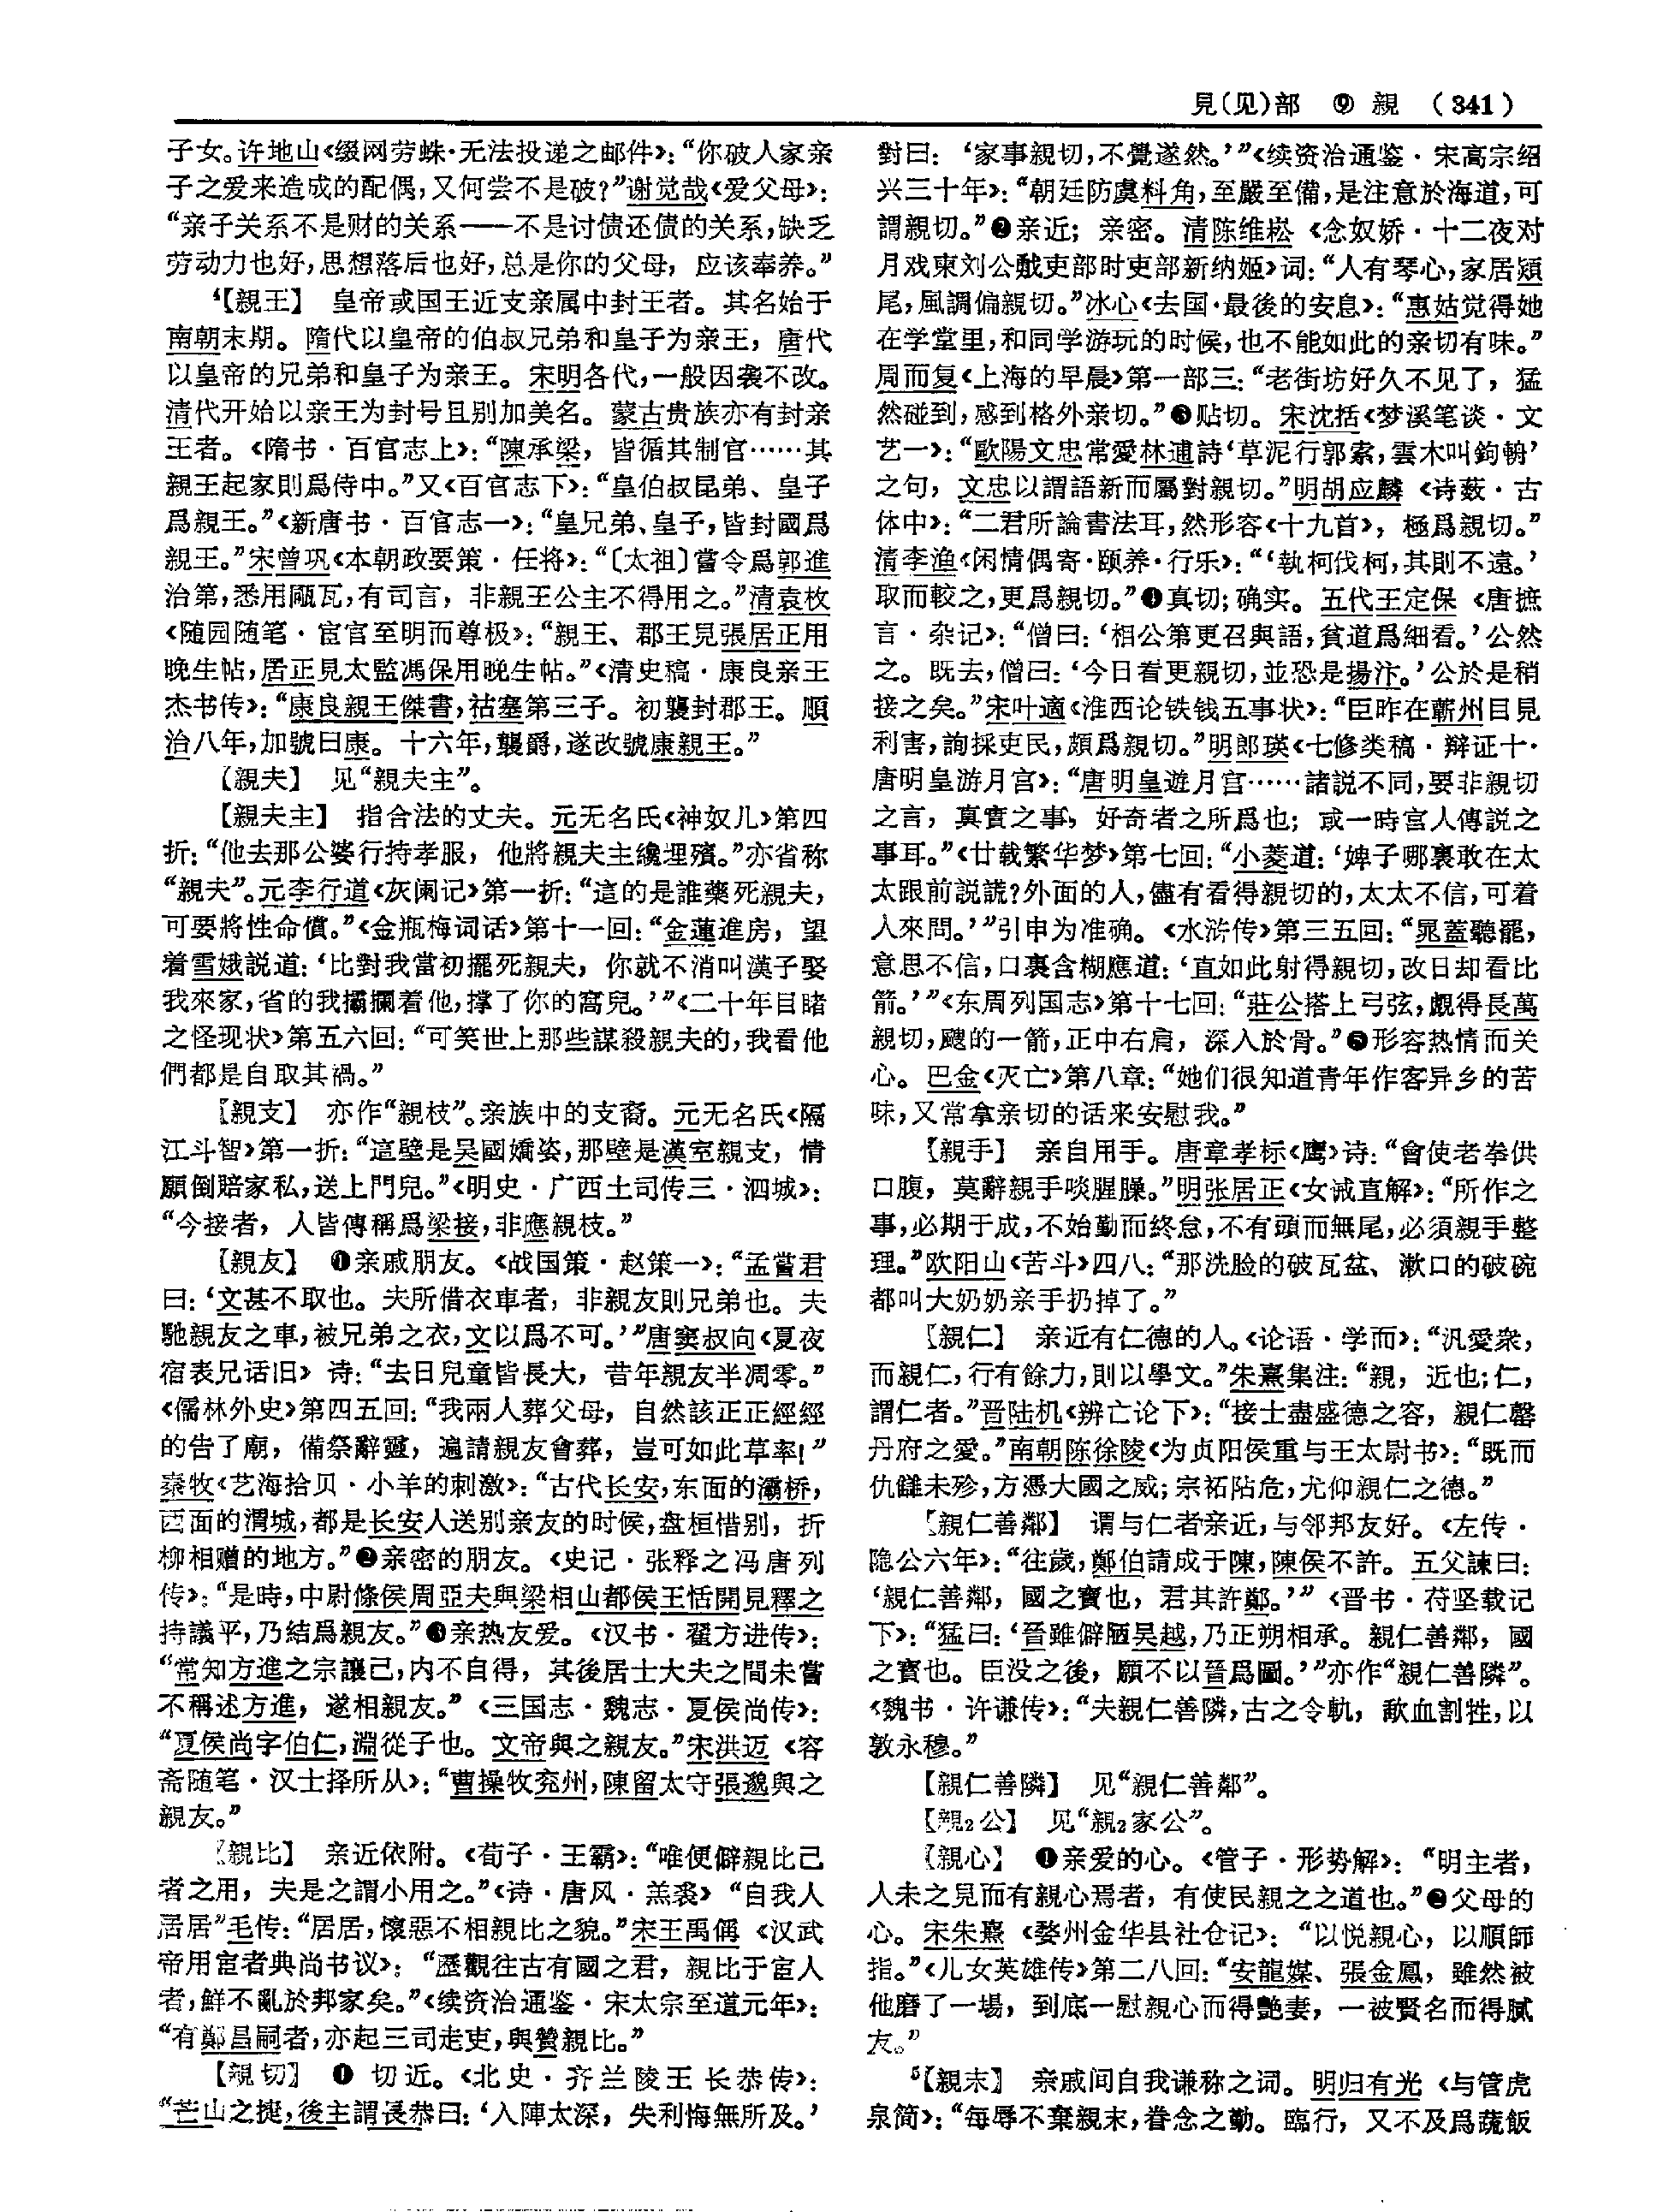 見(见)部 ⑨ 親 (341)
子女。许地山《缀网劳蛛·无法投递之邮件》：“你破人家亲
子之爱来造成的配偶，又何尝不是破？”谢觉哉《爱父母》：
“亲子关系不是财的关系——不是讨债还债的关系，缺乏
劳动力也好，思想落后也好，总是你的父母，应该奉养。”
⁴【親王】 皇帝或国王近支亲属中封王者。其名始于
南朝末期。隋代以皇帝的伯叔兄弟和皇子为亲王，唐代
以皇帝的兄弟和皇子为亲王。宋明各代，一般因袭不改。
清代开始以亲王为封号且别加美名。蒙古贵族亦有封亲
王者。《隋书·百官志上》：“陳承梁，皆循其制官……其
親王起家則爲侍中。”又《百官志下》：“皇伯叔昆弟、皇子
爲親王。”《新唐书·百官志一》：“皇兄弟、皇子，皆封國爲
親王。”宋曾巩《本朝政要策·任将》：“〔太祖〕嘗令爲郭進
治第，悉用㼧瓦，有司言，非親王公主不得用之。”清袁枚
《随园随笔·宦官至明而尊极》：“親王、郡王見張居正用
晚生帖，居正見太監馮保用晚生帖。”《清史稿·康良亲王
杰书传》：“康良親王傑書，祜塞第三子。初襲封郡王。順
治八年，加號曰康。十六年，襲爵，遂改號康親王。”
【親夫】 见“親夫主”。
【親夫主】 指合法的丈夫。元无名氏《神奴儿》第四
折：“他去那公婆行持孝服，他將親夫主纔埋殯。”亦省称
“親夫”。元李行道《灰阑记》第一折：“這的是誰藥死親夫，
可要將性命償。”《金瓶梅词话》第十一回：“金蓮進房，望
着雪娥説道：‘比對我當初擺死親夫，你就不消叫漢子娶
我來家，省的我攔攔着他，撑了你的窩兒。’”《二十年目睹
之怪现状》第五六回：“可笑世上那些謀殺親夫的，我看他
們都是自取其禍。”
【親支】 亦作“親枝”。亲族中的支裔。元无名氏《隔
江斗智》第一折：“這壁是吴國嬌姿，那壁是漢室親支，情
願倒賠家私，送上門兒。”《明史·广西土司传三·泗城》：
“今接者，人皆傳稱爲梁接，非應親枝。”
【親友】 ❶亲戚朋友。《战国策·赵策一》：“孟嘗君
曰：‘文甚不取也。夫所借衣車者，非親友則兄弟也。夫
馳親友之車，被兄弟之衣，文以爲不可。’”唐窦叔向《夏夜
宿表兄话旧》诗：“去日兒童皆長大，昔年親友半凋零。”
《儒林外史》第四五回：“我兩人葬父母，自然該正正經經
的告了廟，備祭辭靈，遍請親友會葬，豈可如此草率！”
秦牧《艺海拾贝·小羊的刺激》：“古代长安，东面的灞桥，
西面的渭城，都是长安人送别亲友的时候，盘桓惜别，折
柳相赠的地方。”❷亲密的朋友。《史记·张释之冯唐列
传》：“是時，中尉條侯周亞夫與梁相山都侯王恬開見釋之
持議平，乃結爲親友。”❸亲热友爱。《汉书·翟方进传》：
“常知方進之宗讓己，内不自得，其後居士大夫之間未嘗
不稱述方進，遂相親友。”《三国志·魏志·夏侯尚传》：
“夏侯尚字伯仁，淵從子也。文帝與之親友。”宋洪迈《容
斋随笔·汉士择所从》：“曹操牧兖州，陳留太守張邈與之
親友。”
【親比】 亲近依附。《荀子·王霸》：“唯便僻親比己
者之用，夫是之謂小用之。”《诗·唐风·羔裘》“自我人
居居”毛传：“居居，懷惡不相親比之貌。”宋王禹偁《汉武
帝用宦者典尚书议》：“歷觀往古有國之君，親比于宦人
者，鮮不亂於邦家矣。”《续资治通鉴·宋太宗至道元年》：
“有鄭昌嗣者，亦起三司走吏，與贊親比。”
【親切】 ❶ 切近。《北史·齐兰陵王长恭传》：
“芒山之捷，後主謂長恭曰：‘入陣太深，失利悔無所及。’
對曰：‘家事親切，不覺遂然。’”《续资治通鉴·宋高宗绍
兴三十年》：“朝廷防虞料角，至嚴至備，是注意於海道，可
謂親切。”❷亲近；亲密。清陈维崧《念奴娇·十二夜对
月戏柬刘公㦷吏部时吏部新纳姬》词：“人有琴心，家居潁
尾，風調偏親切。”冰心《去国·最後的安息》：“惠姑觉得她
在学堂里，和同学游玩的时候，也不能如此的亲切有味。”
周而复《上海的早晨》第一部三：“老街坊好久不见了，猛
然碰到，感到格外亲切。”❸贴切。宋沈括《梦溪笔谈·文
艺一》：“歐陽文忠常愛林逋詩‘草泥行郭索，雲木叫鉤輈’
之句，文忠以謂語新而屬對親切。”明胡应麟《诗薮·古
体中》：“二君所論書法耳，然形容《十九首》，極爲親切。”
清李渔《闲情偶寄·颐养·行乐》：“‘執柯伐柯，其則不遠。’
取而較之，更爲親切。”❹真切；确实。五代王定保《唐摭
言·杂记》：“僧曰：‘相公第更召與語，貧道爲細看。’公然
之。既去，僧曰：‘今日看更親切，並恐是揚汴。’公於是稍
接之矣。”宋叶適《淮西论铁钱五事状》：“臣昨在蘄州目見
利害，詢採吏民，頗爲親切。”明郎瑛《七修类稿·辩证十·
唐明皇游月宫》：“唐明皇遊月宫……諸説不同，要非親切
之言，真實之事，好奇者之所爲也；或一時宫人傳説之
事耳。”《廿载繁华梦》第七回：“小菱道：‘婢子哪裏敢在太
太跟前説謊？外面的人，儘有看得親切的，太太不信，可着
人來問。’”引申为准确。《水浒传》第三五回：“晁蓋聽罷，
意思不信，口裏含糊應道：‘直如此射得親切，改日却看比
箭。’”《东周列国志》第十七回：“莊公搭上弓弦，覷得長萬
親切，颼的一箭，正中右肩，深入於骨。”❺形容热情而关
心。巴金《灭亡》第八章：“她们很知道青年作客异乡的苦
味，又常拿亲切的话来安慰我。”
【親手】 亲自用手。唐章孝标《鹰》诗：“會使老拳供
口腹，莫辭親手啖腥臊。”明张居正《女诫直解》：“所作之
事，必期于成，不始勤而終怠，不有頭而無尾，必須親手整
理。”欧阳山《苦斗》四八：“那洗脸的破瓦盆、漱口的破碗
都叫大奶奶亲手扔掉了。”
【親仁】 亲近有仁德的人。《论语·学而》：“汎愛衆，
而親仁，行有餘力，則以學文。”朱熹集注：“親，近也；仁，
謂仁者。”晋陆机《辨亡论下》：“接士盡盛德之容，親仁罄
丹府之愛。”南朝陈徐陵《为贞阳侯重与王太尉书》：“既而
仇讎未殄，方憑大國之威；宗祏阽危，尤仰親仁之德。”
【親仁善鄰】 谓与仁者亲近，与邻邦友好。《左传·
隐公六年》：“往歲，鄭伯請成于陳，陳侯不許。五父諫曰：
‘親仁善鄰，國之寶也，君其許鄭。’”《晋书·苻坚载记
下》：“猛曰：‘晉雖僻陋吴越，乃正朔相承。親仁善鄰，國
之寶也。臣没之後，願不以晉爲圖。’”亦作“親仁善隣”。
《魏书·许谦传》：“夫親仁善隣，古之令軌，歃血割牲，以
敦永穆。”
【親仁善隣】 见“親仁善鄰”。
【親₂公】 见“親₂家公”。
【親心】 ❶亲爱的心。《管子·形势解》：“明主者，
人未之見而有親心焉者，有使民親之之道也。”❷父母的
心。宋朱熹《婺州金华县社仓记》：“以悦親心，以順師
指。”《儿女英雄传》第二八回：“安龍媒、張金鳳，雖然被
他磨了一場，到底一慰親心而得艷妻，一被賢名而得膩
友。”
⁵【親末】 亲戚间自我谦称之词。明归有光《与管虎
泉简》：“每辱不棄親末，眷念之勤。臨行，又不及爲蔬飯